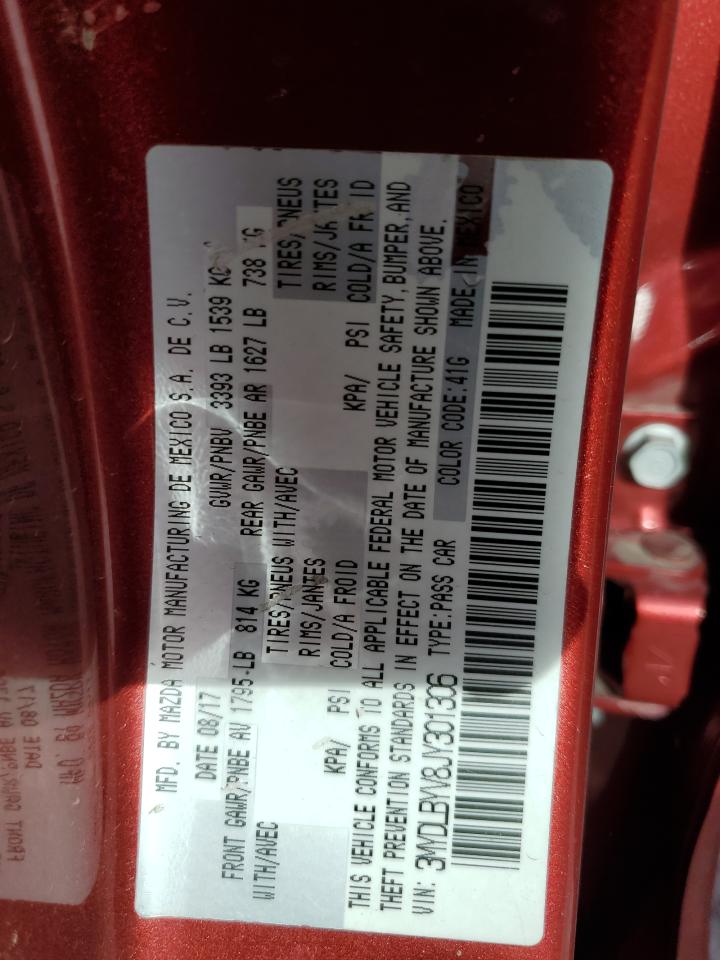 MFD. BY MAZDA MOTOR MANUFACTURING DE MEXICO S.A. DE C.V.
DATE 08/17 GVWR/PNBV 3393 LB 1539 KG
FRONT GAWR/PNBE AV 1795-LB 814 KG REAR GAWR/PNBE AR 1627 LB 738 KG
WITH/AVEC TIRES/PNEUS WITH/AVEC TIRES/PNEUS
RIMS/JANTES RIMS/JANTES
KPA/ PSI COLD/A FROID KPA/ PSI COLD/A FROID
THIS VEHICLE CONFORMS TO ALL APPLICABLE FEDERAL MOTOR VEHICLE SAFETY, BUMPER, AND
THEFT PREVENTION STANDARDS IN EFFECT ON THE DATE OF MANUFACTURE SHOWN ABOVE.
VIN: 3MYDLBYV8JY301306 TYPE:PASS CAR COLOR CODE:41G MADE IN MEXICO